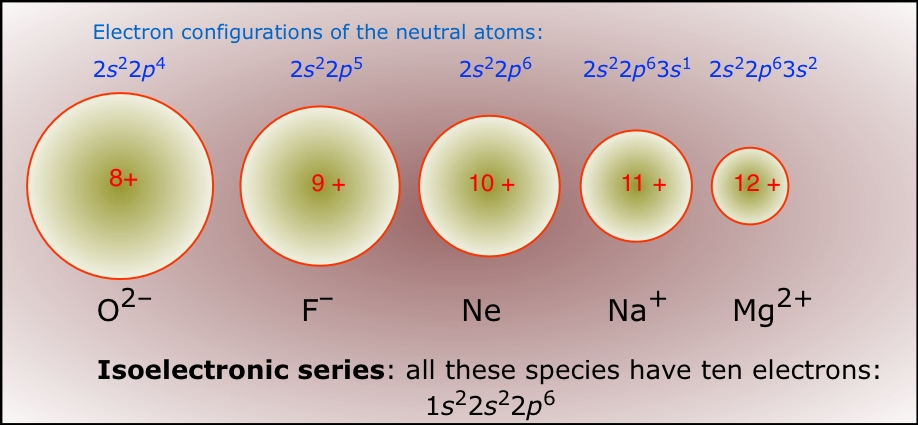 Electron configurations of the neutral atoms:
2s²2p⁴ 2s²2p⁵ 2s²2p⁶ 2s²2p⁶3s¹ 2s²2p⁶3s²
8+ 9 + 10 + 11 + 12 +
O²⁻ F⁻ Ne Na⁺ Mg²⁺
Isoelectronic series: all these species have ten electrons:
1s²2s²2p⁶